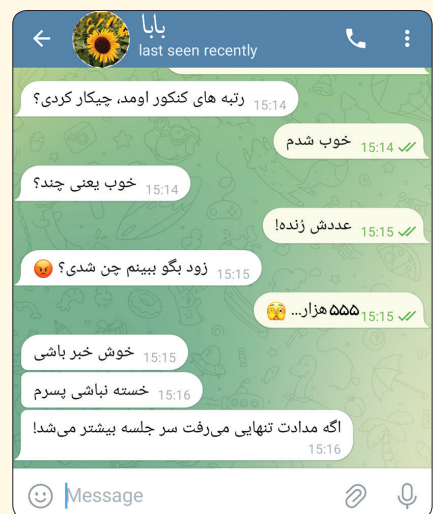 بابا
last seen recently
رتبه های کنکور اومد، چیکار کردی؟ 15:14
خوب شدم 15:14
خوب یعنی چند؟ 15:14
عددش رُنده! 15:15
زود بگو ببینم چن شدی؟ 😡 15:15
۵۵۵هزار... 🫣 15:15
خوش خبر باشی 15:15
خسته نباشی پسرم 15:16
اگه مدادت تنهایی می‌رفت سر جلسه بیشتر می‌شد!
15:16
Message